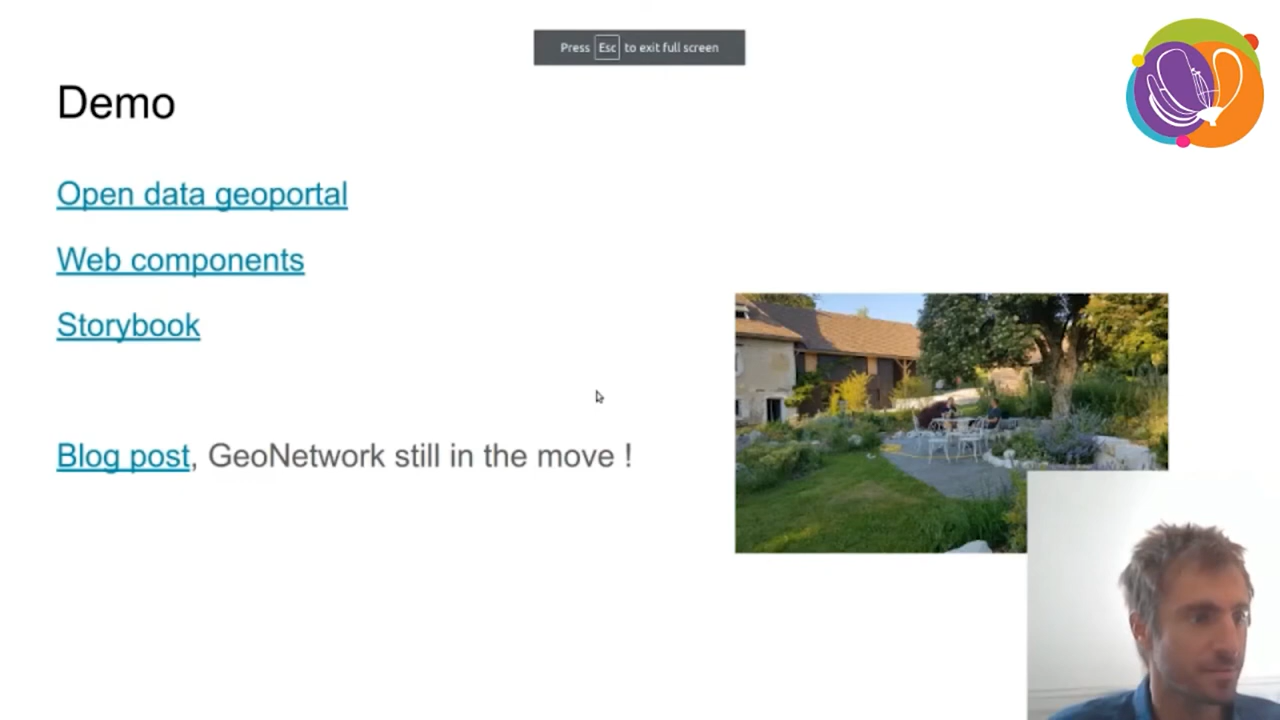 Press Esc to exit full screen
Demo
Open data geoportal
Web components
Storybook
Blog post, GeoNetwork still in the move !